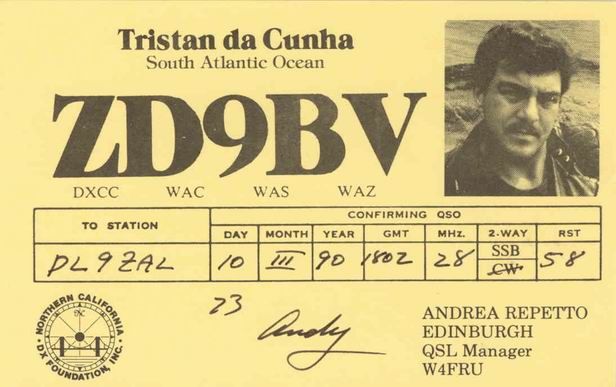 Tristan da Cunha
South Atlantic Ocean
ZD9BV
DXCC WAC WAS WAZ
CONFIRMING QSO
TO STATION DAY MONTH YEAR GMT MHZ. 2-WAY RST
DL9ZAL 10 III 90 1802 28 SSB CW 58
73
Andy
NORTHERN CALIFORNIA
DX FOUNDATION, INC.
ANDREA REPETTO
EDINBURGH
QSL Manager
W4FRU